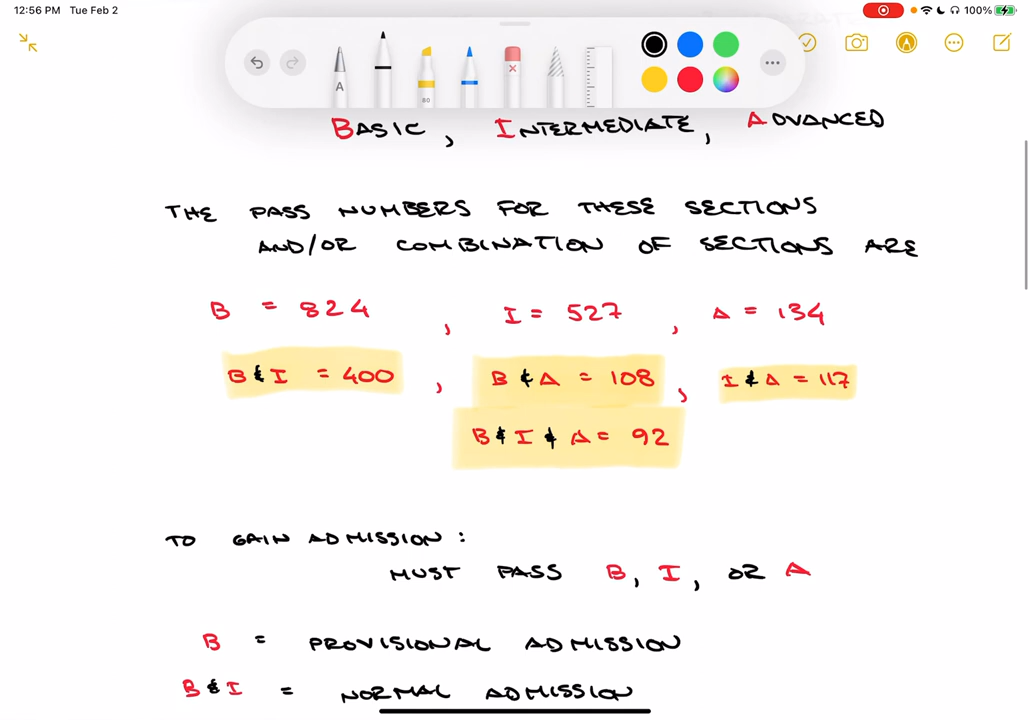 12:56 PM Tue Feb 2 100%
A 80
BASIC, INTERMEDIATE, ADVANCED
THE PASS NUMBERS FOR THESE SECTIONS
AND/OR COMBINATION OF SECTIONS ARE
B = 824, I = 527, A = 134
B & I = 400, B & A = 108, I & A = 117
B & I & A = 92
TO GAIN ADMISSION:
MUST PASS B, I, OR A
B = PROVISIONAL ADMISSION
B & I = NORMAL ADMISSION